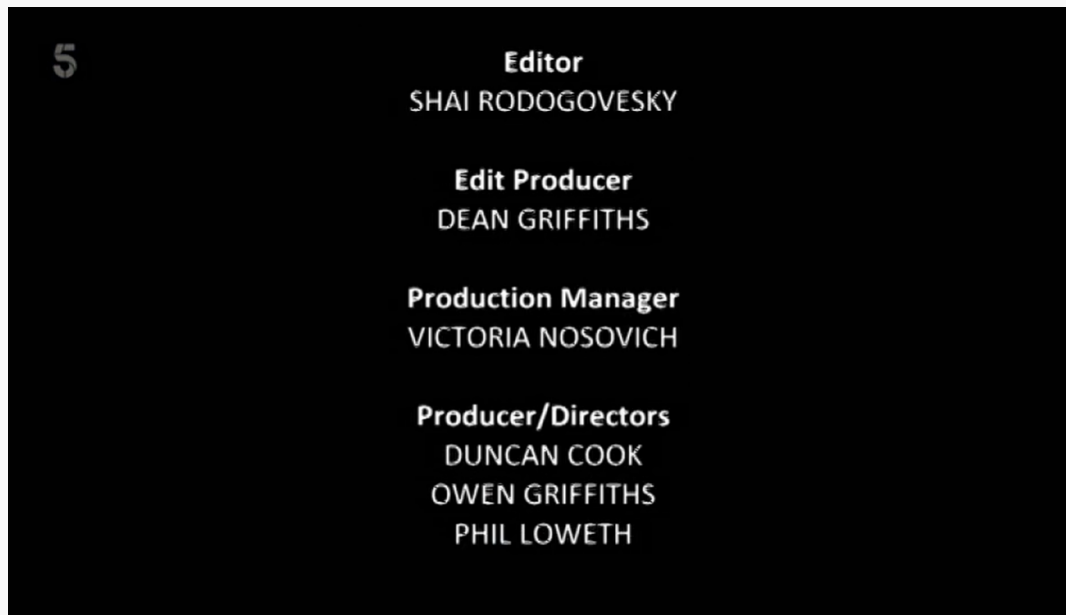 5
Editor
SHAI RODOGOVESKY
Edit Producer
DEAN GRIFFITHS
Production Manager
VICTORIA NOSOVICH
Producer/Directors
DUNCAN COOK
OWEN GRIFFITHS
PHIL LOWETH